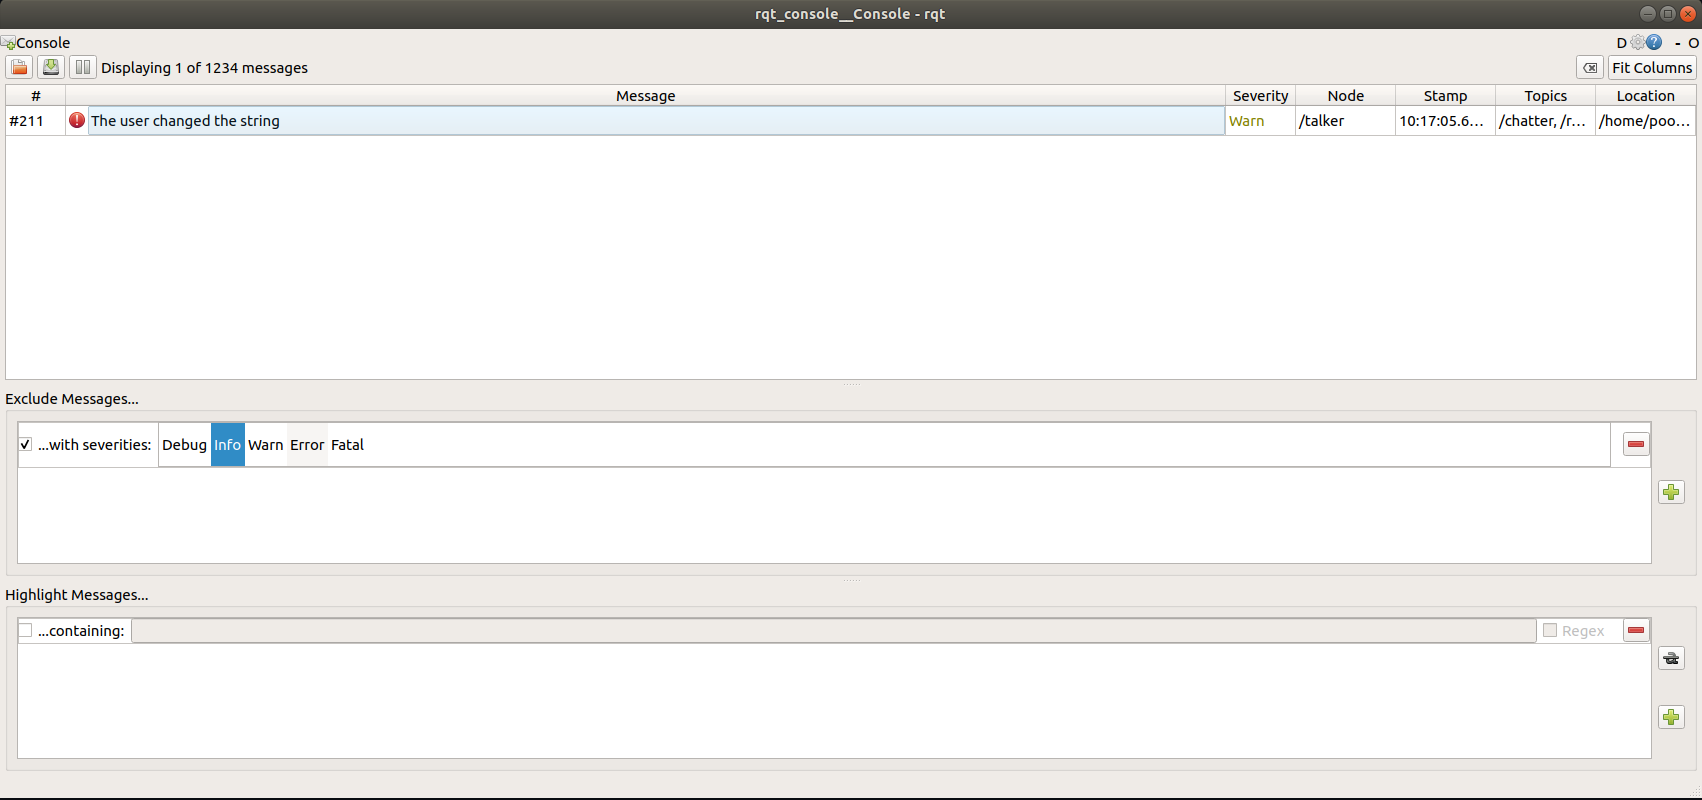 rqt_console__Console - rqt
Console D - O
Displaying 1 of 1234 messages Fit Columns
# Message Severity Node Stamp Topics Location
#211 The user changed the string Warn /talker 10:17:05.6... /chatter, /r... /home/poo...
Exclude Messages...
...with severities: Debug Info Warn Error Fatal
Highlight Messages...
...containing: Regex